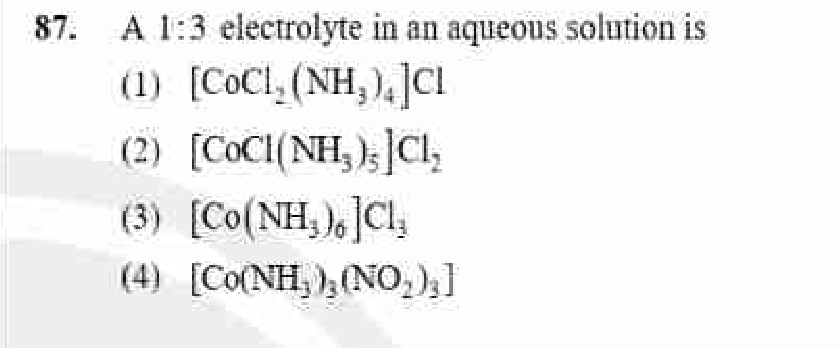 87. A 1:3 electrolyte in an aqueous solution is
(1) [CoCl₂(NH₃)₄]Cl
(2) [CoCl(NH₃)₅]Cl₂
(3) [Co(NH₃)₆]Cl₃
(4) [Co(NH₃)₃(NO₂)₃]